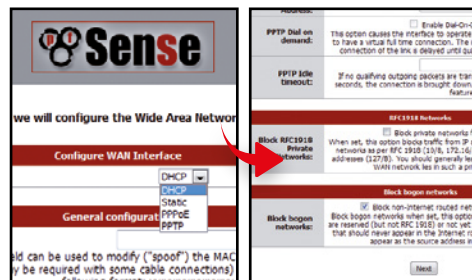 Sense
we will configure the Wide Area Networ
Configure WAN Interface
DHCP
DHCP
Static
PPPoE
PPTP
General configurat
eld can be used to modify ("spoof") the MAC
y be required with some cable connections)
Address:
PPTP Dial on demand:
Enable Dial-On-
This option causes the interface to operate
to have a virtual full time connection. The
connection of the link is delayed until qu
PPTP Idle timeout:
If no qualifying outgoing packets are tran
seconds, the connection is brought down,
feature
RFC1918 Networks
Block RFC1918 Private Networks:
Block private networks f
When set, this option blocks traffic from IP
networks as per RFC 1918 (10/8, 172.16/
addresses (127/8). You should generally le
WAN network lies in such a pri
Block bogon networks
Block bogon networks:
Block non-Internet routed net
Block bogon networks when set, this optio
are reserved (but not RFC 1918) or not yet
that should never appear in the Internet ro
appear as the source address in
Next